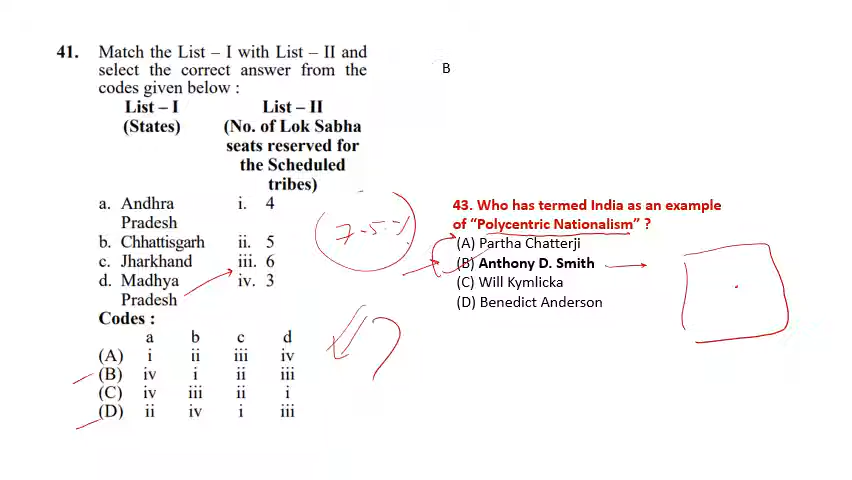 41. Match the List – I with List – II and
select the correct answer from the
codes given below :
List – I List – II
(States) (No. of Lok Sabha
seats reserved for
the Scheduled
tribes)
a. Andhra i. 4
Pradesh
b. Chhattisgarh ii. 5
c. Jharkhand iii. 6
d. Madhya iv. 3
Pradesh
Codes :
a b c d
(A) i ii iii iv
(B) iv i ii iii
(C) iv iii ii i
(D) ii iv i iii
B
7.5%
43. Who has termed India as an example
of “Polycentric Nationalism” ?
(A) Partha Chatterji
(B) Anthony D. Smith
(C) Will Kymlicka
(D) Benedict Anderson